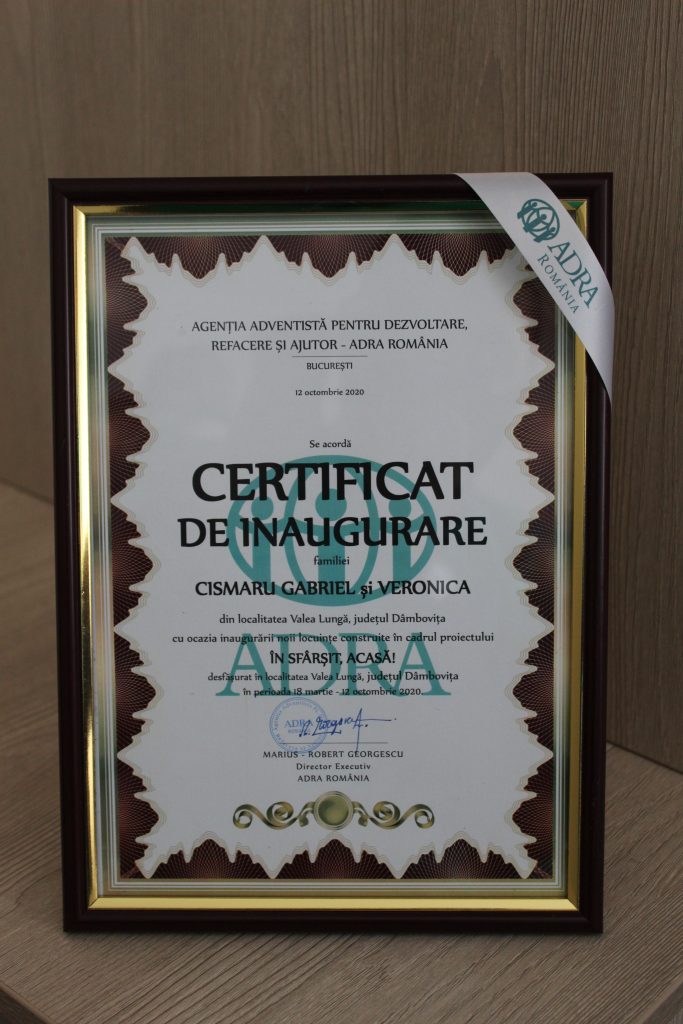 ADRA
ROMÂNIA
AGENȚIA ADVENTISTĂ PENTRU DEZVOLTARE,
REFACERE ȘI AJUTOR - ADRA ROMÂNIA
BUCUREȘTI
12 octombrie 2020
Se acordă
CERTIFICAT
DE INAUGURARE
familiei
CISMARU GABRIEL și VERONICA
din localitatea Valea Lungă, județul Dâmbovița
cu ocazia inaugurării noii locuințe construite în cadrul proiectului
ÎN SFÂRȘIT, ACASĂ!
ADRA
desfășurat în localitatea Valea Lungă, județul Dâmbovița
în perioada 18 martie - 12 octombrie 2020.
ADRA
MARIUS - ROBERT GEORGESCU
Director Executiv
ADRA ROMÂNIA